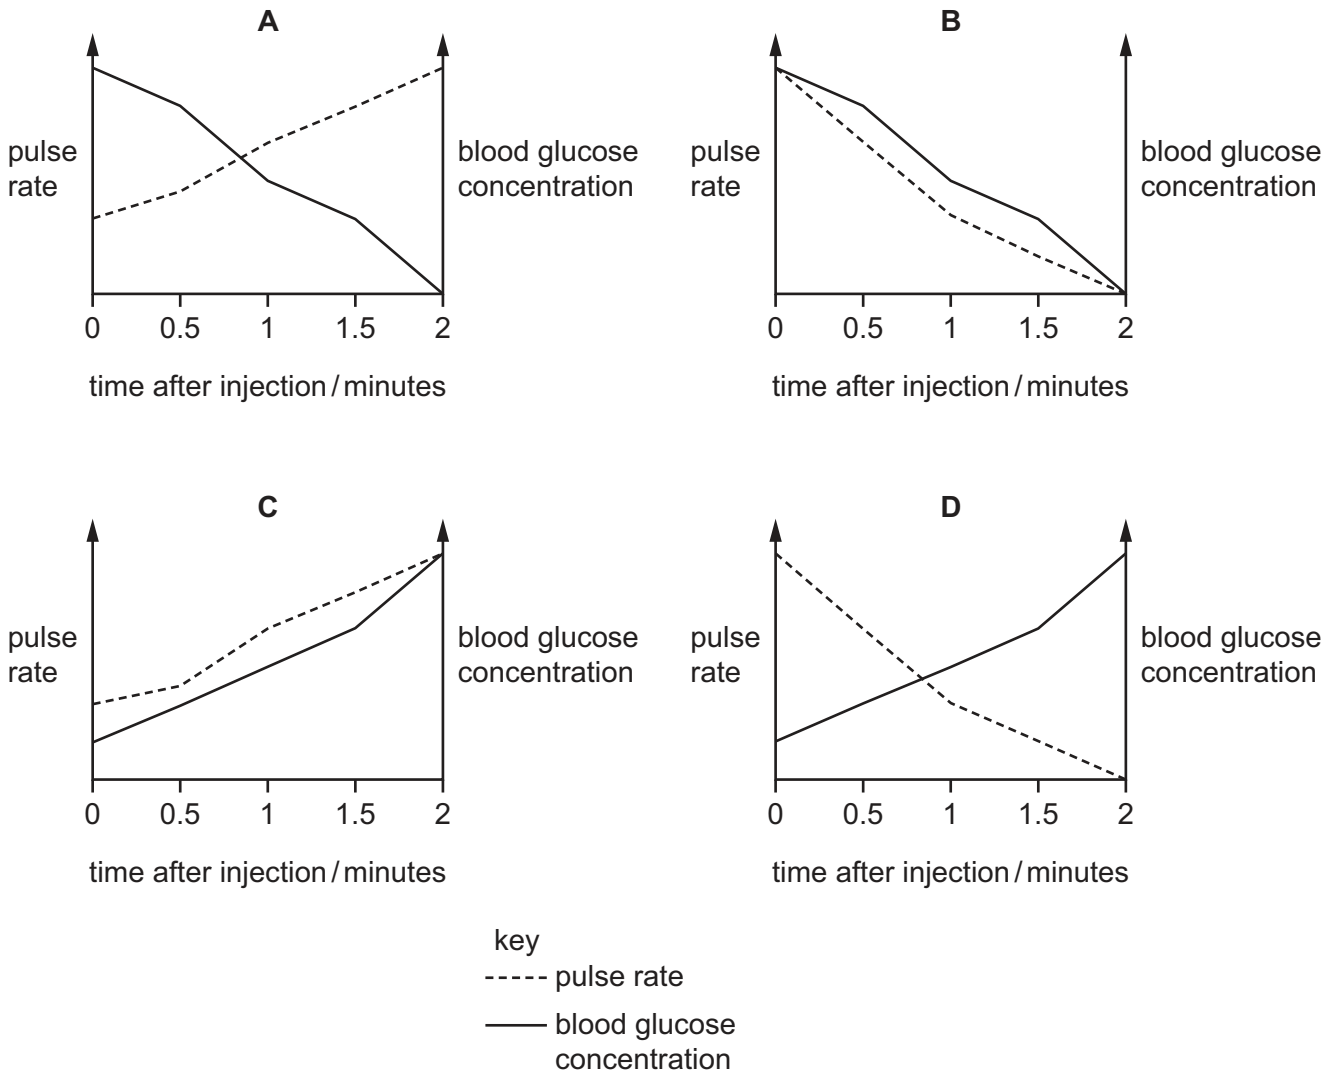 A
pulse
rate
blood glucose
concentration
0 0.5 1 1.5 2
time after injection / minutes
B
pulse
rate
blood glucose
concentration
0 0.5 1 1.5 2
time after injection / minutes
C
pulse
rate
blood glucose
concentration
0 0.5 1 1.5 2
time after injection / minutes
D
pulse
rate
blood glucose
concentration
0 0.5 1 1.5 2
time after injection / minutes
key
pulse rate
blood glucose
concentration